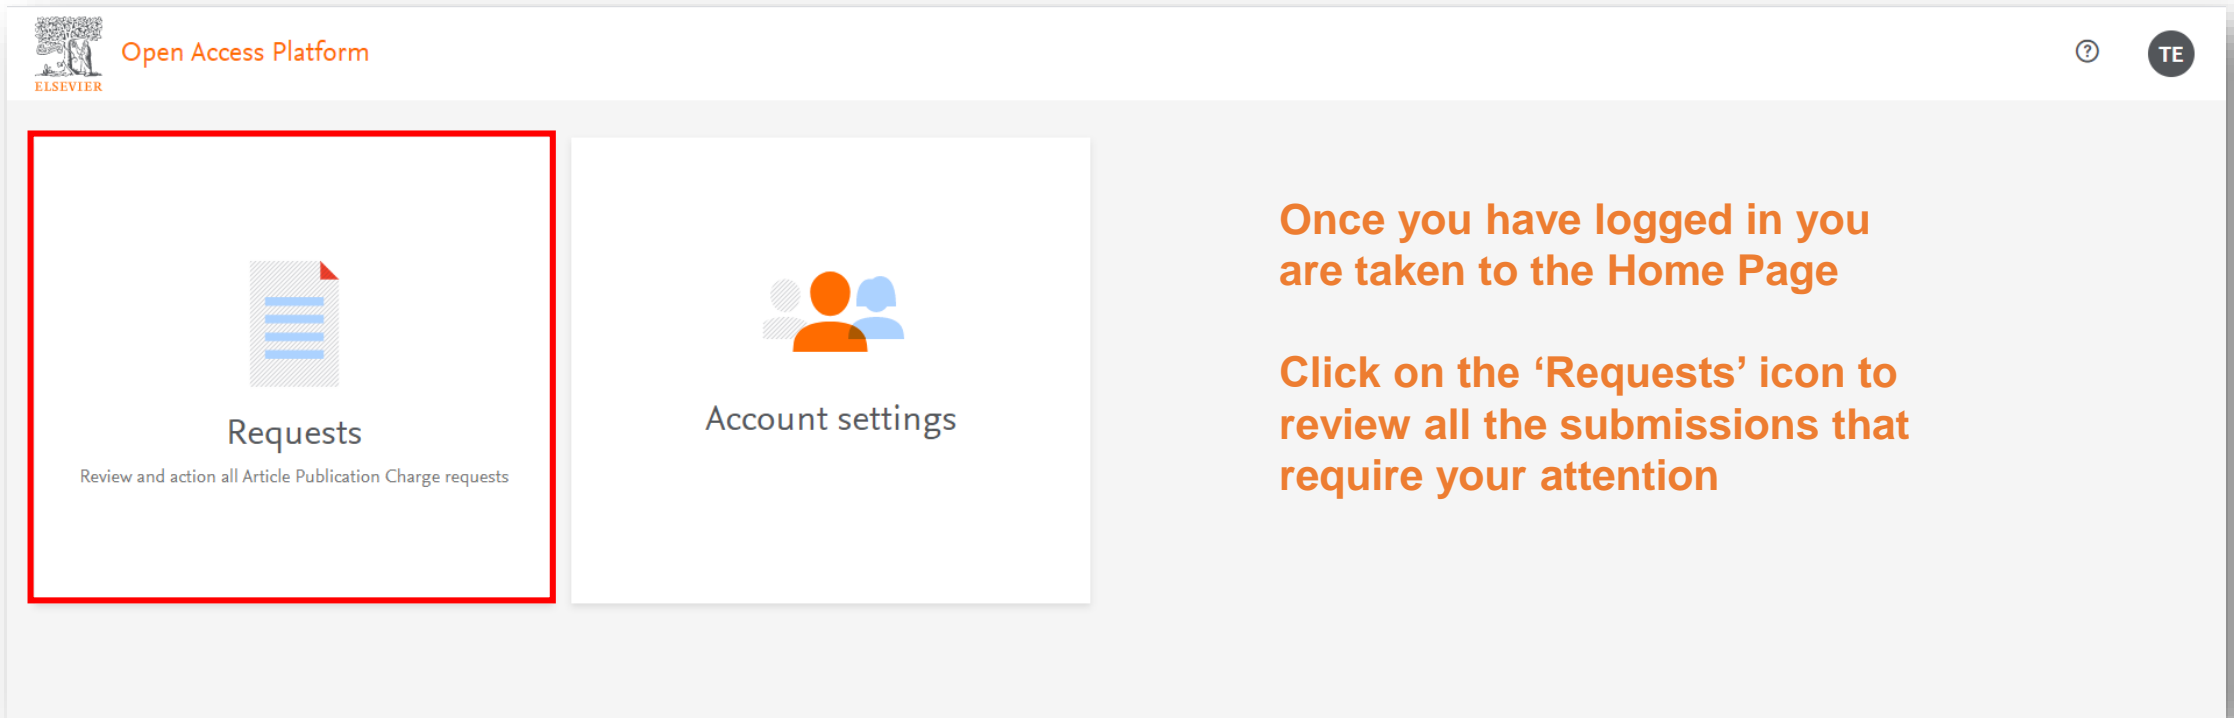 ELSEVIER
Open Access Platform
?
TE
Requests
Review and action all Article Publication Charge requests
Account settings
Once you have logged in you
are taken to the Home Page
Click on the ‘Requests’ icon to
review all the submissions that
require your attention